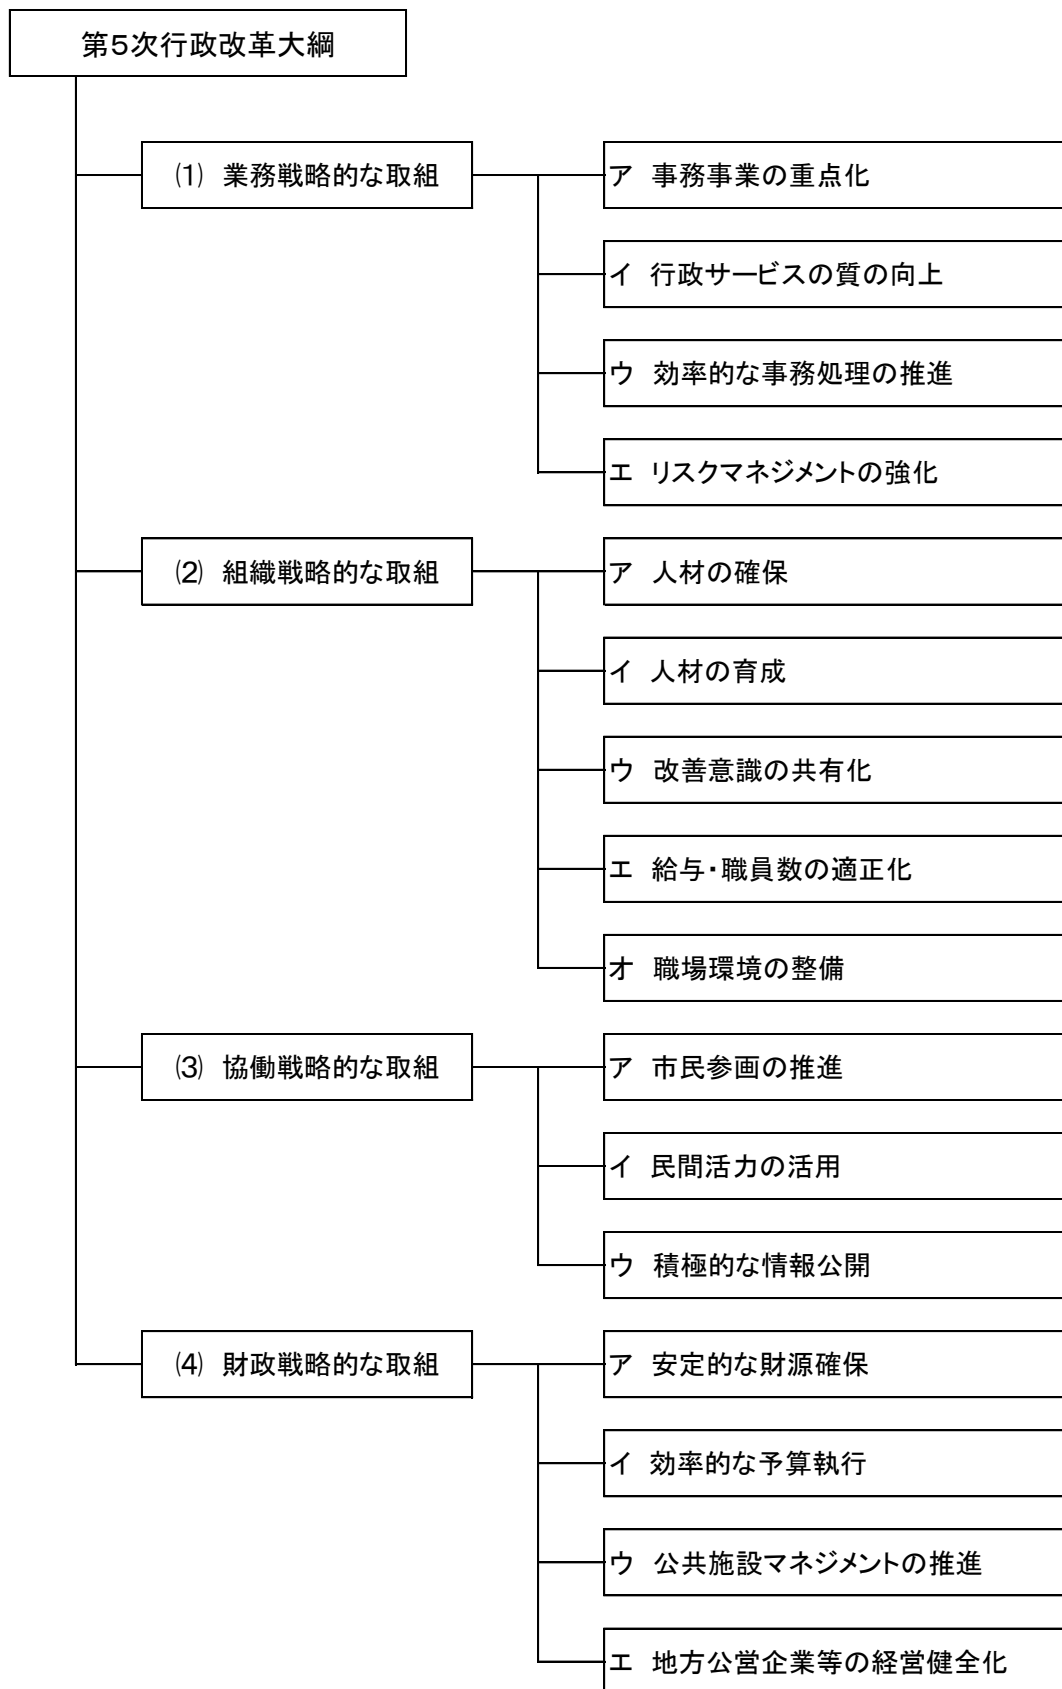 第5次行政改革大綱
⑴ 業務戦略的な取組
ア 事務事業の重点化
イ 行政サービスの質の向上
ウ 効率的な事務処理の推進
エ リスクマネジメントの強化
⑵ 組織戦略的な取組
ア 人材の確保
イ 人材の育成
ウ 改善意識の共有化
エ 給与・職員数の適正化
オ 職場環境の整備
⑶ 協働戦略的な取組
ア 市民参画の推進
イ 民間活力の活用
ウ 積極的な情報公開
⑷ 財政戦略的な取組
ア 安定的な財源確保
イ 効率的な予算執行
ウ 公共施設マネジメントの推進
エ 地方公営企業等の経営健全化